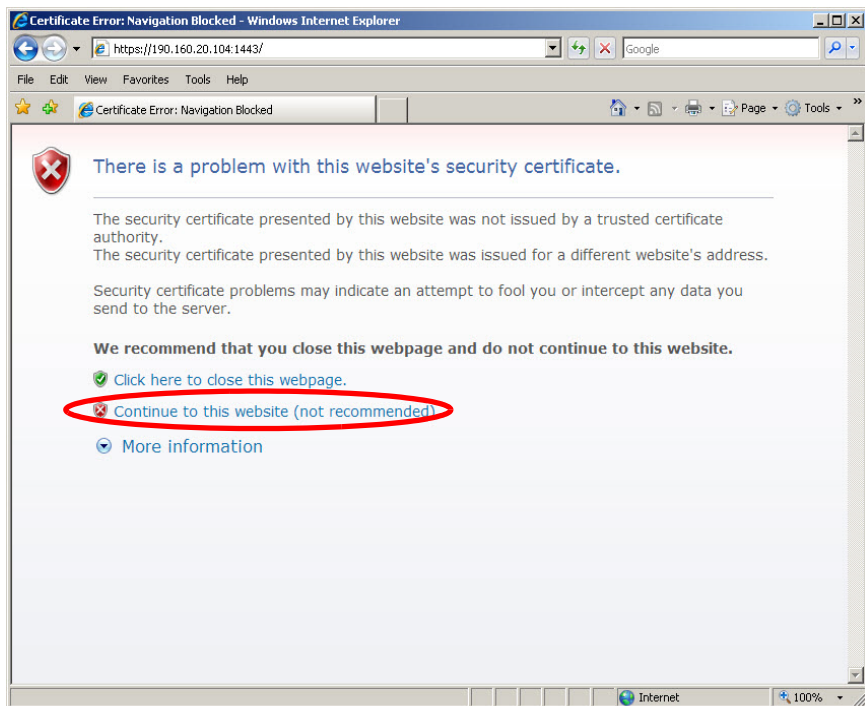 Certificate Error: Navigation Blocked - Windows Internet Explorer
https://190.160.20.104:1443/
Google
File Edit View Favorites Tools Help
Certificate Error: Navigation Blocked
Page
Tools
There is a problem with this website's security certificate.
The security certificate presented by this website was not issued by a trusted certificate
authority.
The security certificate presented by this website was issued for a different website's address.
Security certificate problems may indicate an attempt to fool you or intercept any data you
send to the server.
We recommend that you close this webpage and do not continue to this website.
Click here to close this webpage.
Continue to this website (not recommended)
More information
Internet
100%